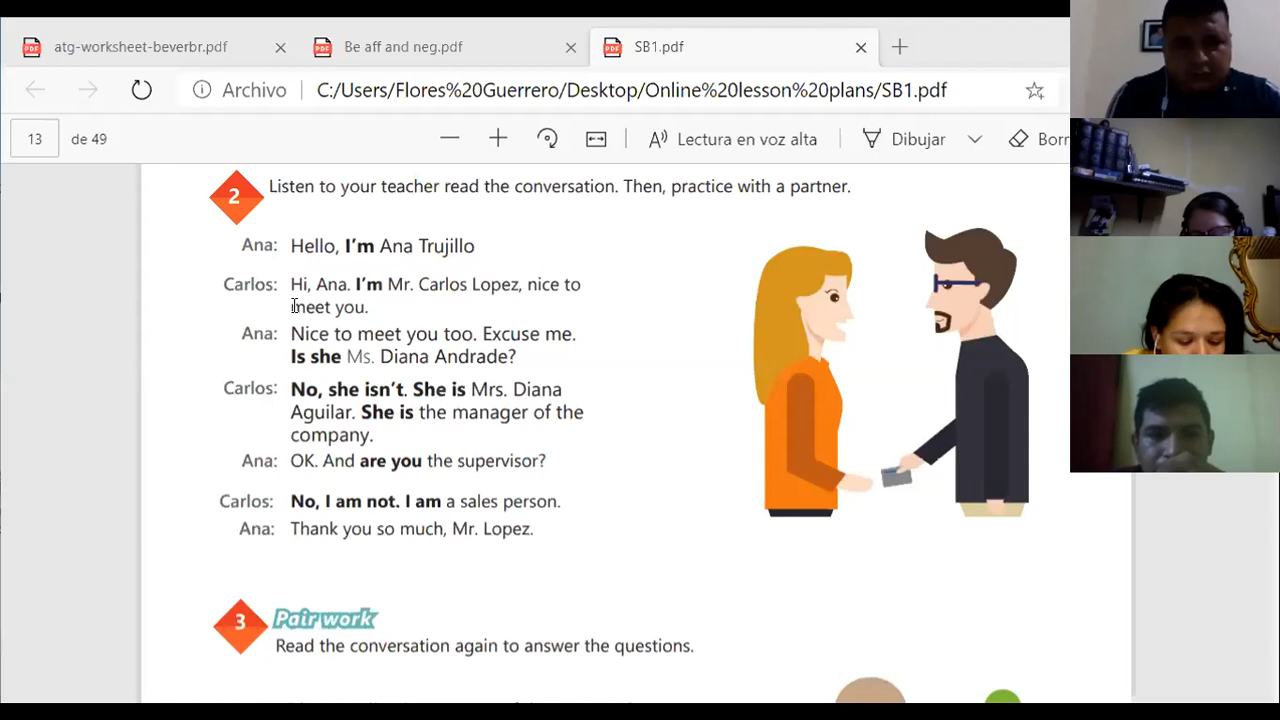 atg-worksheet-beverbr.pdf
Be aff and neg.pdf
SB1.pdf
Archivo C:/Users/Flores%20Guerrero/Desktop/Online%20lesson%20plans/SB1.pdf
13 de 49 Lectura en voz alta Dibujar
2 Listen to your teacher read the conversation. Then, practice with a partner.
Ana: Hello, I'm Ana Trujillo
Carlos: Hi, Ana. I'm Mr. Carlos Lopez, nice to
meet you.
Ana: Nice to meet you too. Excuse me.
Is she Ms. Diana Andrade?
Carlos: No, she isn't. She is Mrs. Diana
Aguilar. She is the manager of the
company.
Ana: OK. And are you the supervisor?
Carlos: No, I am not. I am a sales person.
Ana: Thank you so much, Mr. Lopez.
3 Pair work
Read the conversation again to answer the questions.